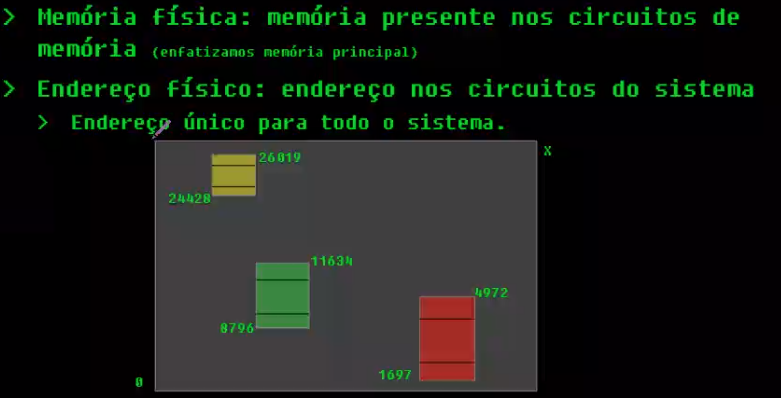 > Memória física: memória presente nos circuitos de
memória (enfatizamos memória principal)
> Endereço físico: endereço nos circuitos do sistema
> Endereço único para todo o sistema.
X
26019
24428
11634
4972
8796
1697
0